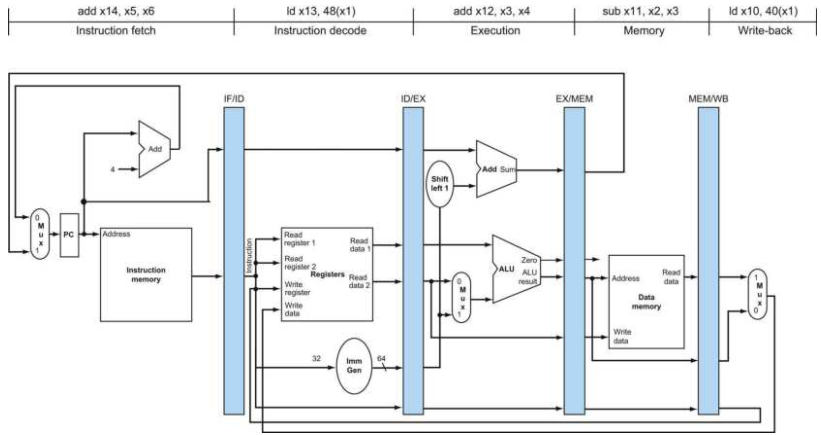 add x14, x5, x6
ld x13, 48(x1)
add x12, x3, x4
sub x11, x2, x3
ld x10, 40(x1)
Instruction fetch
Instruction decode
Execution
Memory
Write-back
IF/ID
ID/EX
EX/MEM
MEM/WB
Add
4
Add Sum
Shift
left 1
0
M
u
x
1
PC
Address
Instruction
memory
Instruction
Read
register 1
Read
register 2
Registers
Write
register
Write
data
Read
data 1
Read
data 2
0
M
u
x
1
Zero
ALU
ALU
result
Address
Read
data
Data
memory
Write
data
1
M
u
x
0
32
Imm
Gen
64